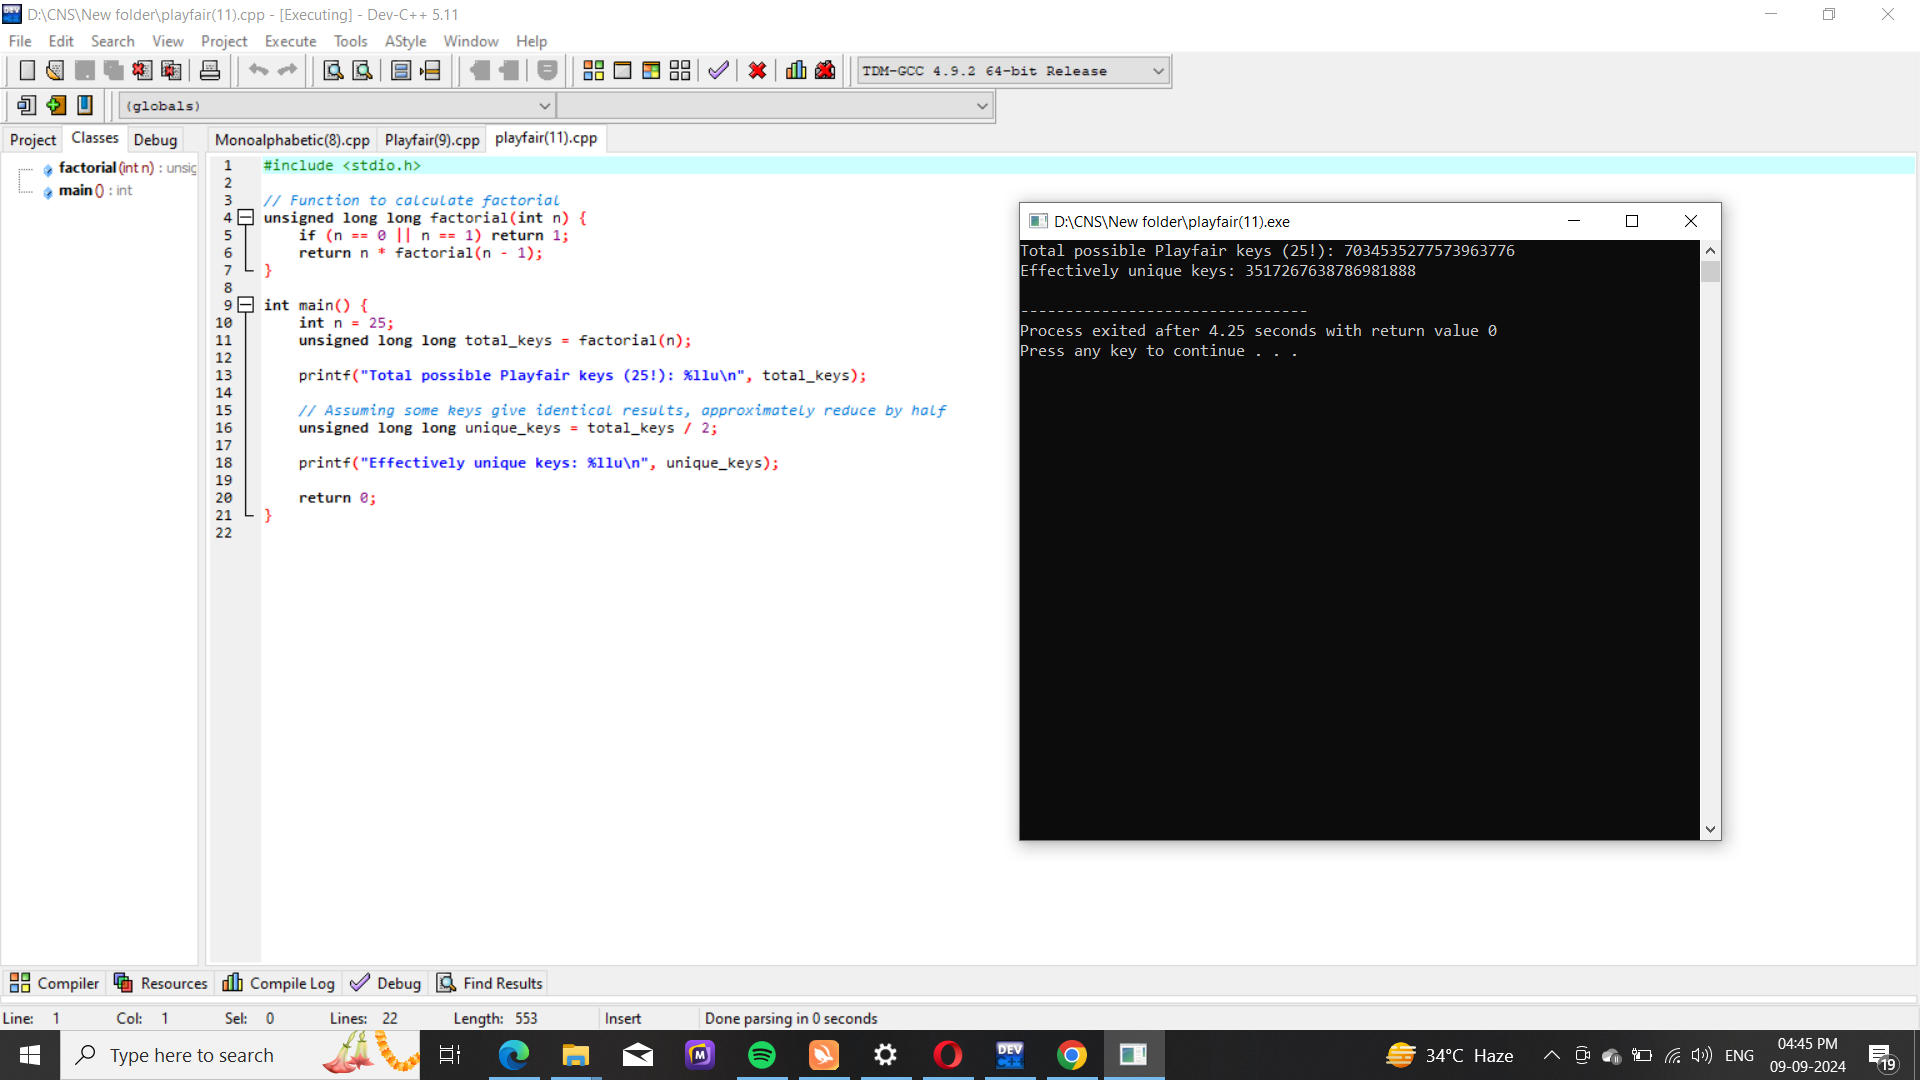 D:\CNS\New folder\playfair(11).cpp - [Executing] - Dev-C++ 5.11
File Edit Search View Project Execute Tools AStyle Window Help
TDM-GCC 4.9.2 64-bit Release
(globals)
Project Classes Debug
Monoalphabetic(8).cpp Playfair(9).cpp playfair(11).cpp
factorial (int n) : unsig
main () : int
1 #include <stdio.h>
2
3 // Function to calculate factorial
4 unsigned long long factorial(int n) {
5 if (n == 0 || n == 1) return 1;
6 return n * factorial(n - 1);
7 }
8
9 int main() {
10 int n = 25;
11 unsigned long long total_keys = factorial(n);
12
13 printf("Total possible Playfair keys (25!): %llu\n", total_keys);
14
15 // Assuming some keys give identical results, approximately reduce by half
16 unsigned long long unique_keys = total_keys / 2;
17
18 printf("Effectively unique keys: %llu\n", unique_keys);
19
20 return 0;
21 }
22
D:\CNS\New folder\playfair(11).exe
Total possible Playfair keys (25!): 7034535277573963776
Effectively unique keys: 3517267638786981888
--------------------------------
Process exited after 4.25 seconds with return value 0
Press any key to continue . . .
Compiler Resources Compile Log Debug Find Results
Line: 1 Col: 1 Sel: 0 Lines: 22 Length: 553 Insert Done parsing in 0 seconds
Type here to search
DEV
34°C Haze
ENG
04:45 PM
09-09-2024
19